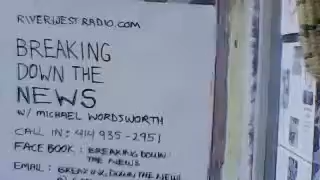 RIVERWESTRADIO.COM
BREAKING
DOWN THE
NEWS
W/ MICHAEL WORDSWORTH
CALL IN: 414 935-2951
FACEBOOK: BREAKING DOWN
THE NEWS
EMAIL: BREAKINGDOWNTHENEWS